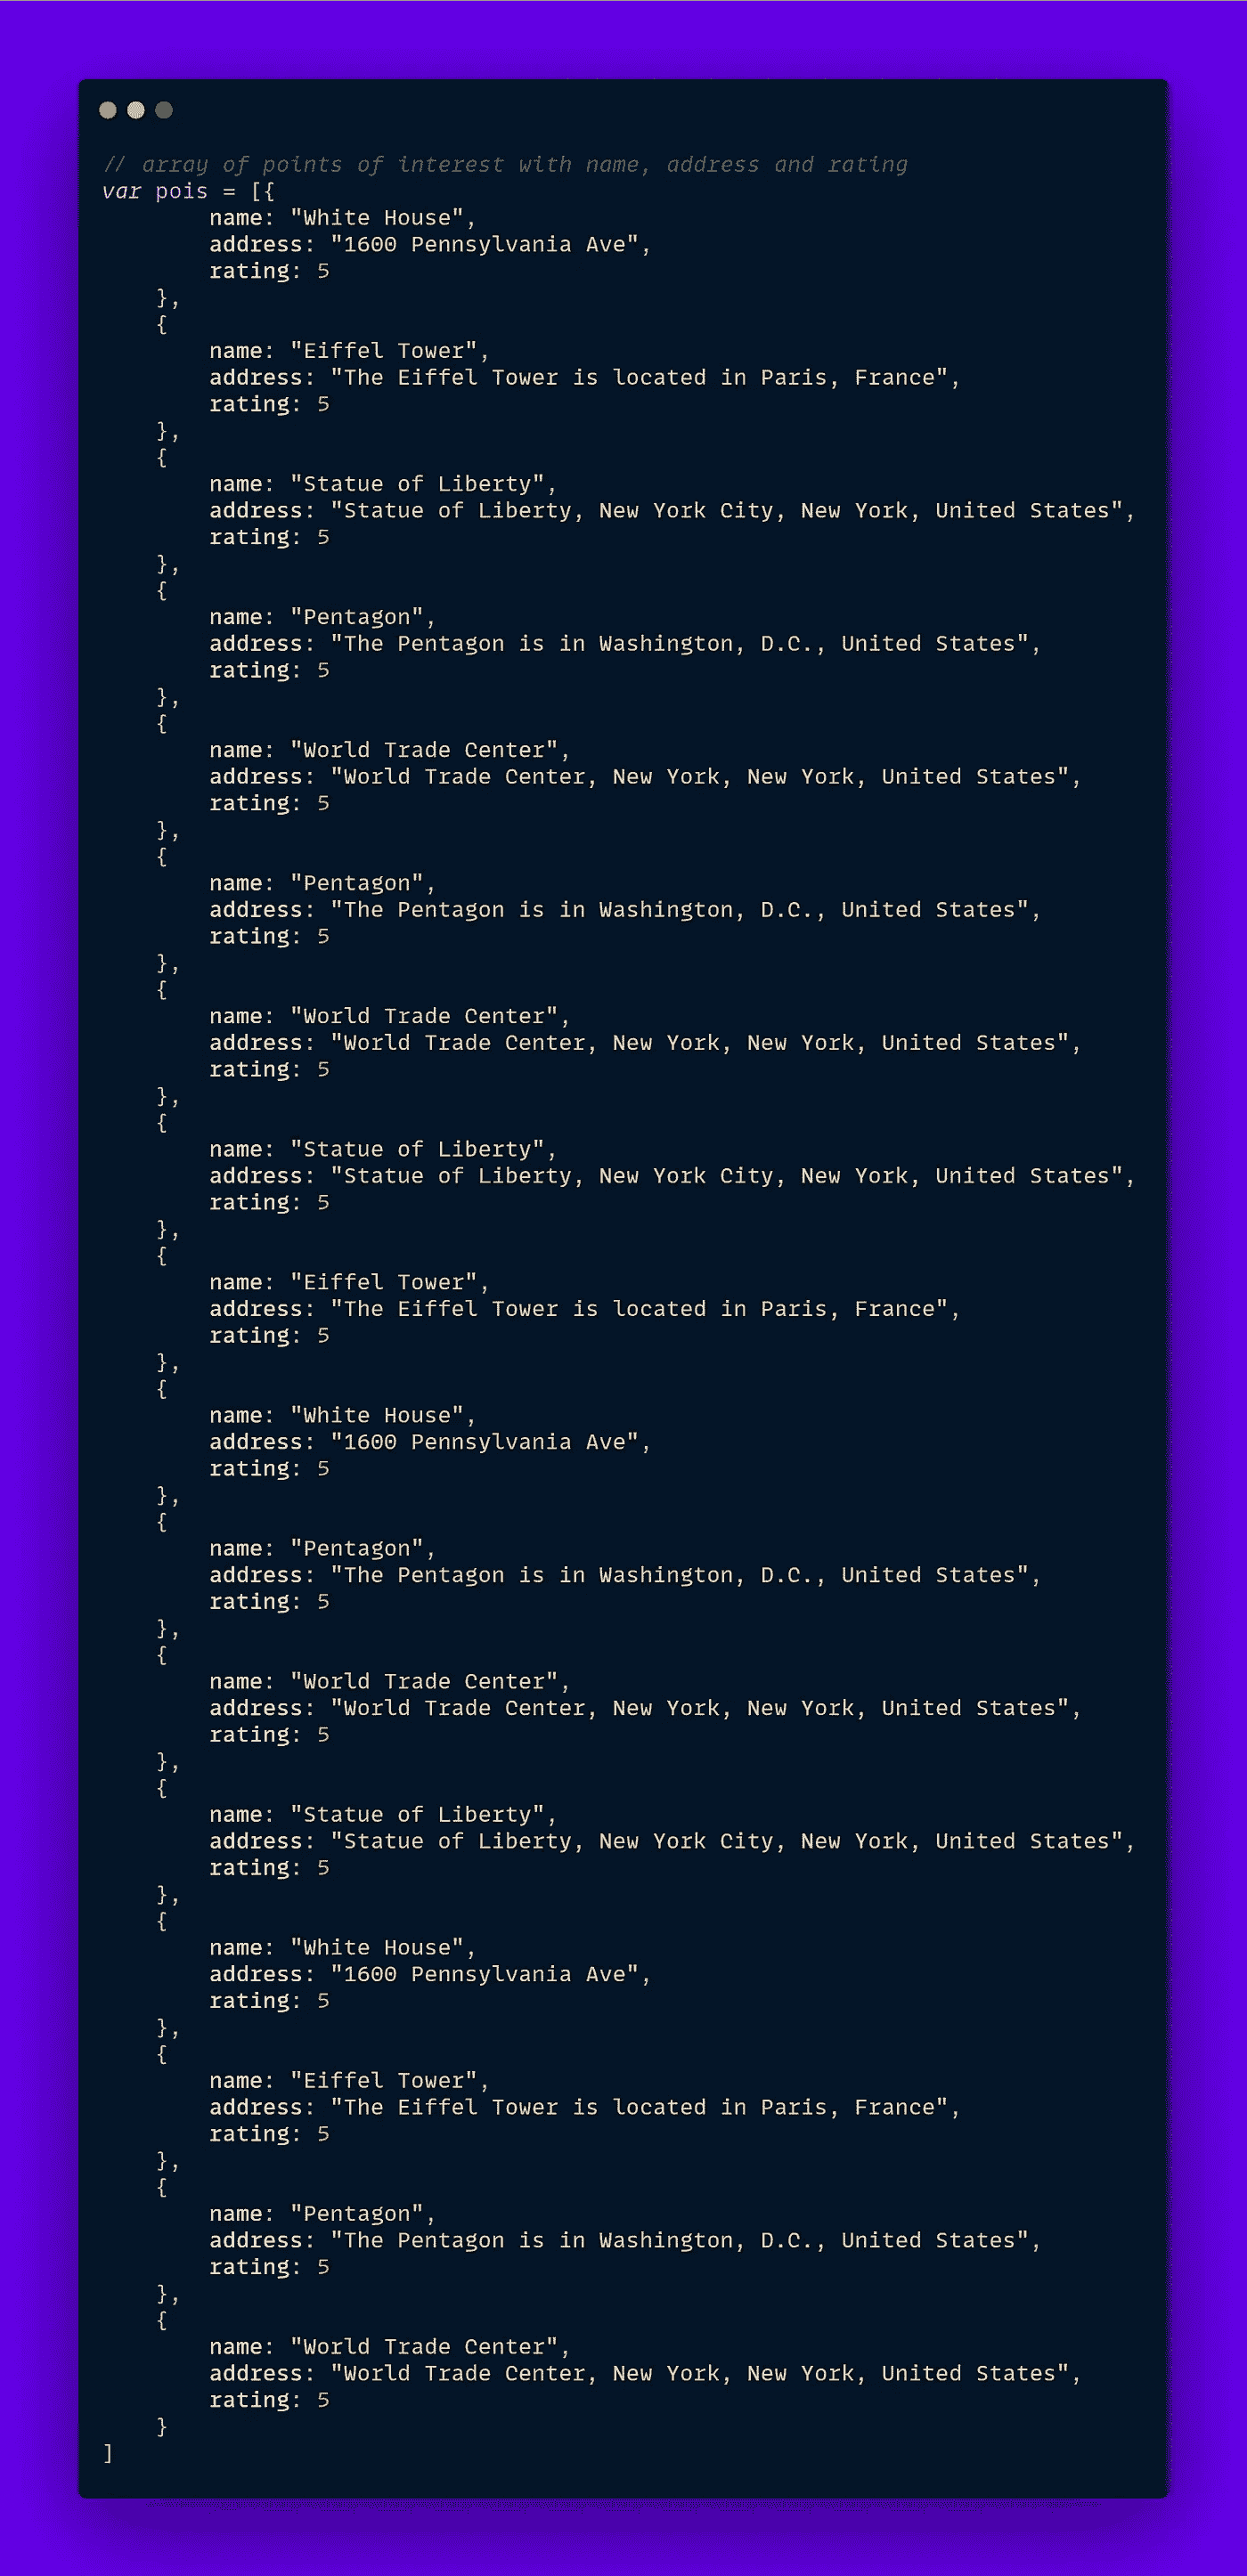 // array of points of interest with name, address and rating
var pois = [{
        name: "White House",
        address: "1600 Pennsylvania Ave",
        rating: 5
    },
    {
        name: "Eiffel Tower",
        address: "The Eiffel Tower is located in Paris, France",
        rating: 5
    },
    {
        name: "Statue of Liberty",
        address: "Statue of Liberty, New York City, New York, United States",
        rating: 5
    },
    {
        name: "Pentagon",
        address: "The Pentagon is in Washington, D.C., United States",
        rating: 5
    },
    {
        name: "World Trade Center",
        address: "World Trade Center, New York, New York, United States",
        rating: 5
    },
    {
        name: "Pentagon",
        address: "The Pentagon is in Washington, D.C., United States",
        rating: 5
    },
    {
        name: "World Trade Center",
        address: "World Trade Center, New York, New York, United States",
        rating: 5
    },
    {
        name: "Statue of Liberty",
        address: "Statue of Liberty, New York City, New York, United States",
        rating: 5
    },
    {
        name: "Eiffel Tower",
        address: "The Eiffel Tower is located in Paris, France",
        rating: 5
    },
    {
        name: "White House",
        address: "1600 Pennsylvania Ave",
        rating: 5
    },
    {
        name: "Pentagon",
        address: "The Pentagon is in Washington, D.C., United States",
        rating: 5
    },
    {
        name: "World Trade Center",
        address: "World Trade Center, New York, New York, United States",
        rating: 5
    },
    {
        name: "Statue of Liberty",
        address: "Statue of Liberty, New York City, New York, United States",
        rating: 5
    },
    {
        name: "White House",
        address: "1600 Pennsylvania Ave",
        rating: 5
    },
    {
        name: "Eiffel Tower",
        address: "The Eiffel Tower is located in Paris, France",
        rating: 5
    },
    {
        name: "Pentagon",
        address: "The Pentagon is in Washington, D.C., United States",
        rating: 5
    },
    {
        name: "World Trade Center",
        address: "World Trade Center, New York, New York, United States",
        rating: 5
    }
]